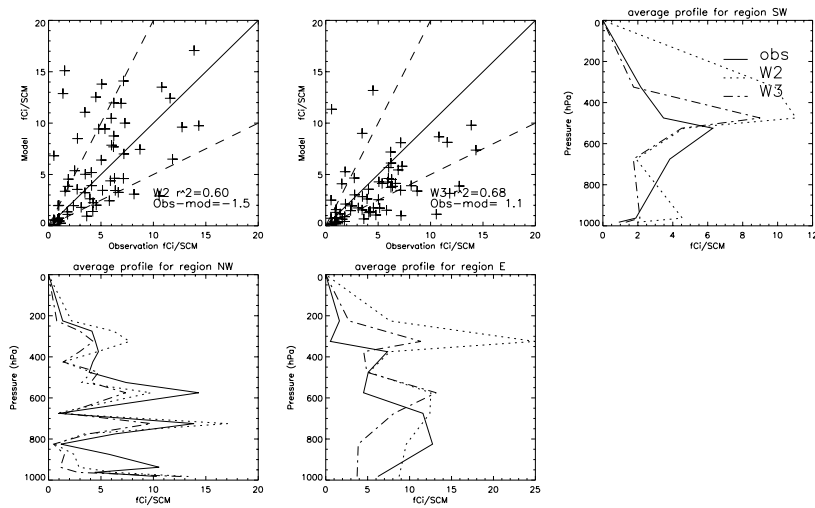 20
15
10
5
0
Model fCi/SCM
W2 r^2=0.60
Obs-mod=-1.5
0 5 10 15 20
Observation fCi/SCM
20
15
10
5
0
Model fCi/SCM
W3 r^2=0.68
Obs-mod= 1.1
0 5 10 15 20
Observation fCi/SCM
average profile for region SW
0
200
400
600
800
1000
Pressure (hPa)
obs
W2
W3
0 2 4 6 8 10 12
fCi/SCM
average profile for region NW
0
200
400
600
800
1000
Pressure (hPa)
0 5 10 15 20
fCi/SCM
average profile for region E
0
200
400
600
800
1000
Pressure (hPa)
0 5 10 15 20 25
fCi/SCM